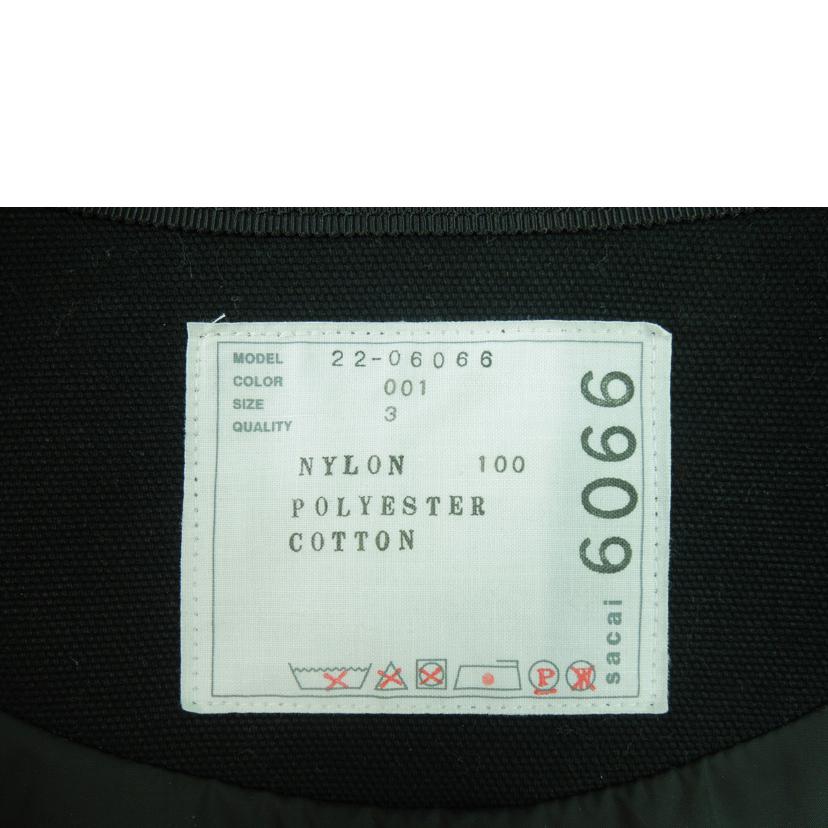 MODEL 22-06066
COLOR 001
SIZE 3
QUALITY
NYLON 100
POLYESTER
COTTON
sacai 6066
P
W